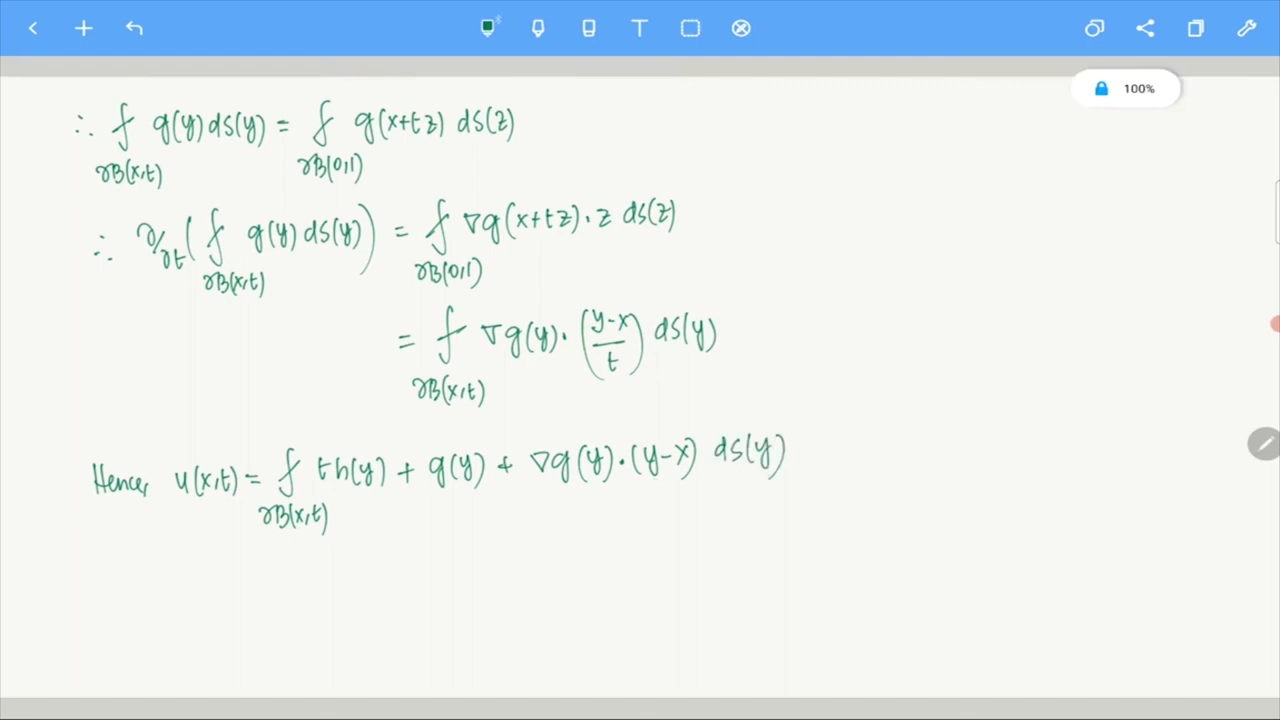 100%
∴ ⨍_{∂B(x,t)} g(y) ds(y) = ⨍_{∂B(0,1)} g(x+tz) ds(z)
∴ ∂/∂t ( ⨍_{∂B(x,t)} g(y) ds(y) ) = ⨍_{∂B(0,1)} ∇g(x+tz)·z ds(z)
= ⨍_{∂B(x,t)} ∇g(y)·((y-x)/t) ds(y)
Hence, u(x,t) = ⨍_{∂B(x,t)} th(y) + g(y) + ∇g(y)·(y-x) ds(y)